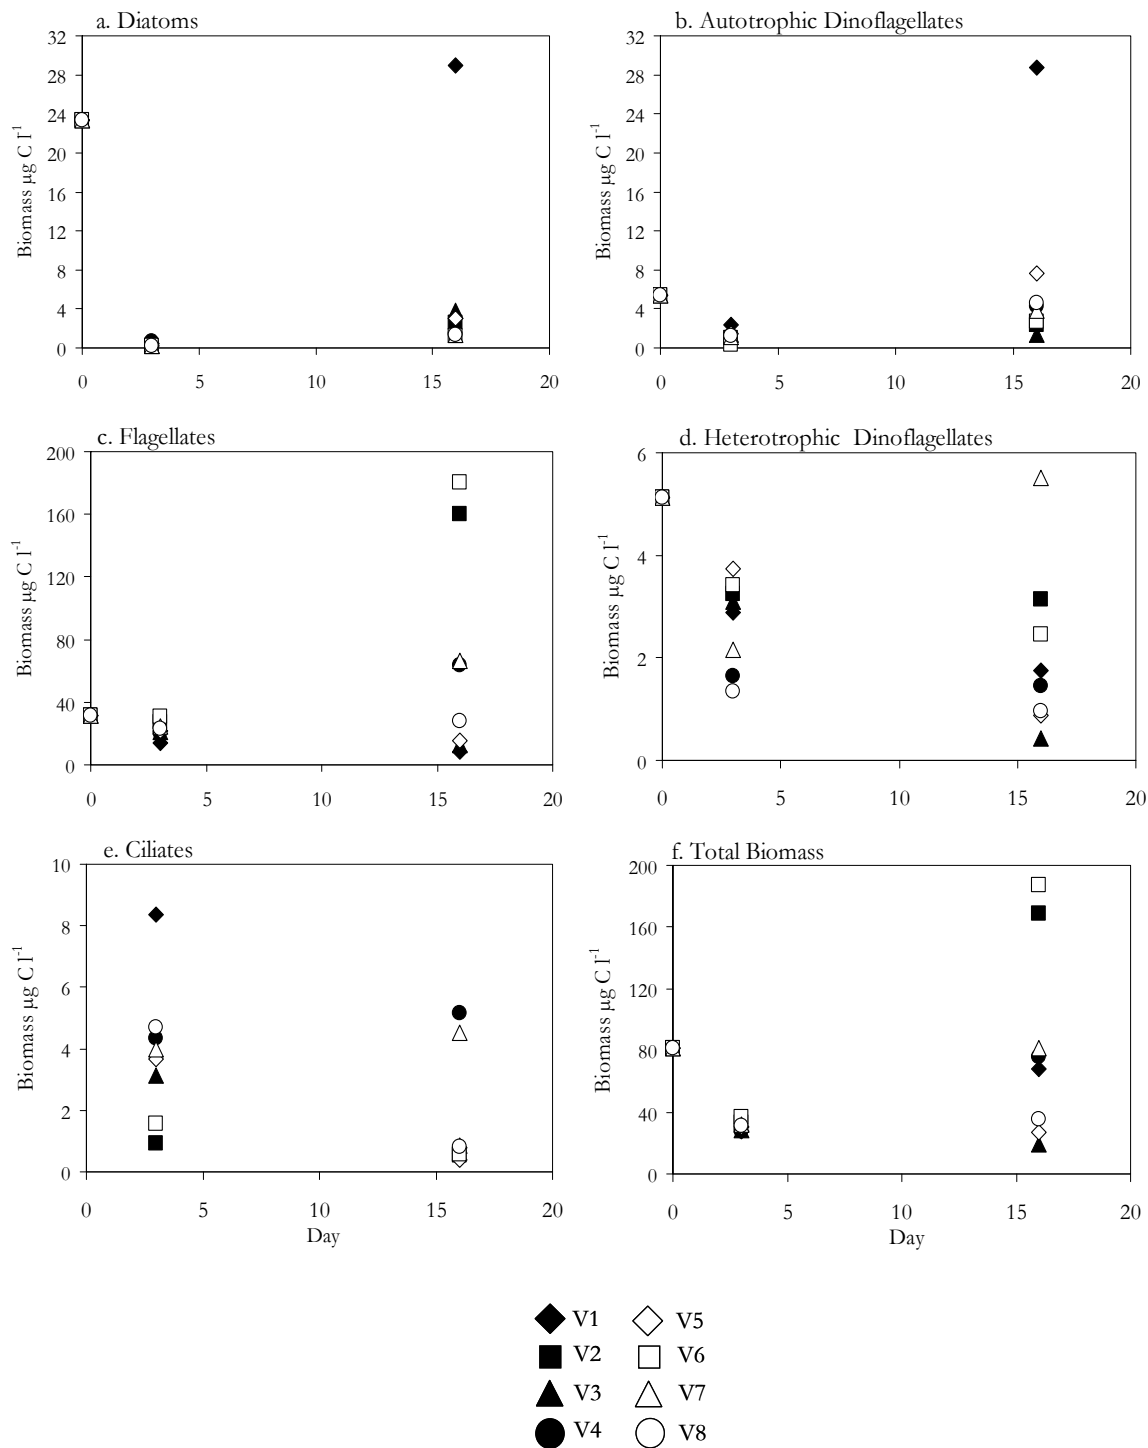 a. Diatoms
32
28
24
20
16
12
8
4
0
Biomass µg C l-1
0 5 10 15 20
b. Autotrophic Dinoflagellates
32
28
24
20
16
12
8
4
0
Biomass µg C l-1
0 5 10 15 20
c. Flagellates
200
160
120
80
40
0
Biomass µg C l-1
0 5 10 15 20
d. Heterotrophic Dinoflagellates
6
4
2
0
Biomass µg C l-1
0 5 10 15 20
e. Ciliates
10
8
6
4
2
0
Biomass µg C l-1
0 5 10 15 20
Day
f. Total Biomass
200
160
120
80
40
0
Biomass µg C l-1
0 5 10 15 20
Day
V1 V5
V2 V6
V3 V7
V4 V8